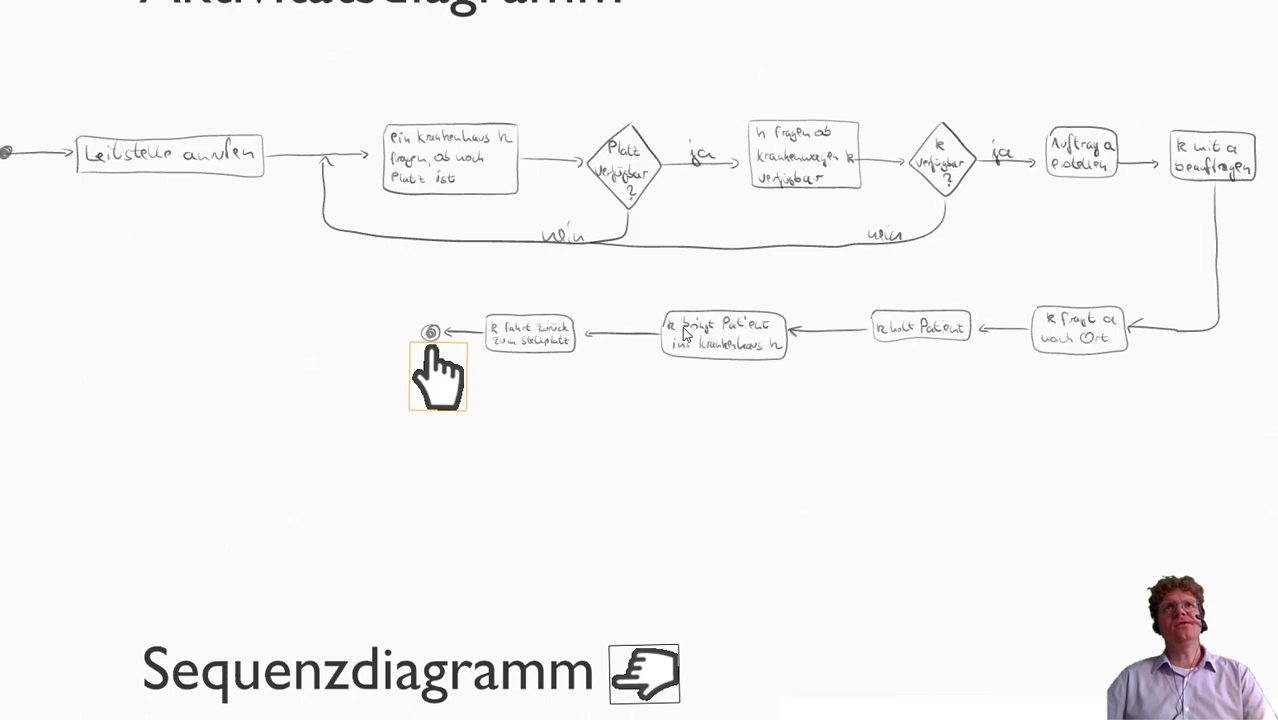 Aktivitätsdiagramm
Leitstelle anrufen
ein Krankenhaus h
fragen, ob noch
Platz ist
Platz
verfügbar
?
ja
h fragen ob
Krankenwagen k
verfügbar
k
verfügbar
?
ja
Auftrag a
erstellen
k mit a
beauftragen
nein
nein
k fährt zurück
zum Stellplatz
k bringt Patient
ins Krankenhaus h
k holt Patient
k fragt a
nach Ort
Sequenzdiagramm